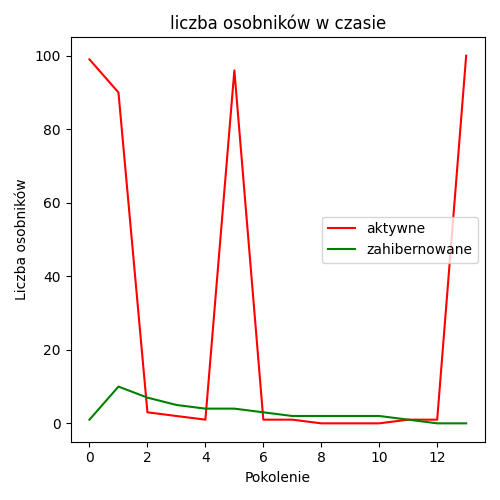 liczba osobników w czasie
Liczba osobników
100
80
60
40
20
0
aktywne
zahibernowane
0 2 4 6 8 10 12
Pokolenie